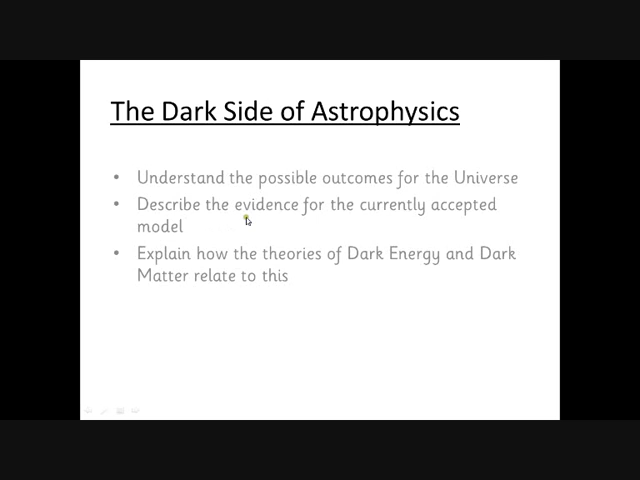 The Dark Side of Astrophysics
• Understand the possible outcomes for the Universe
• Describe the evidence for the currently accepted
model
• Explain how the theories of Dark Energy and Dark
Matter relate to this